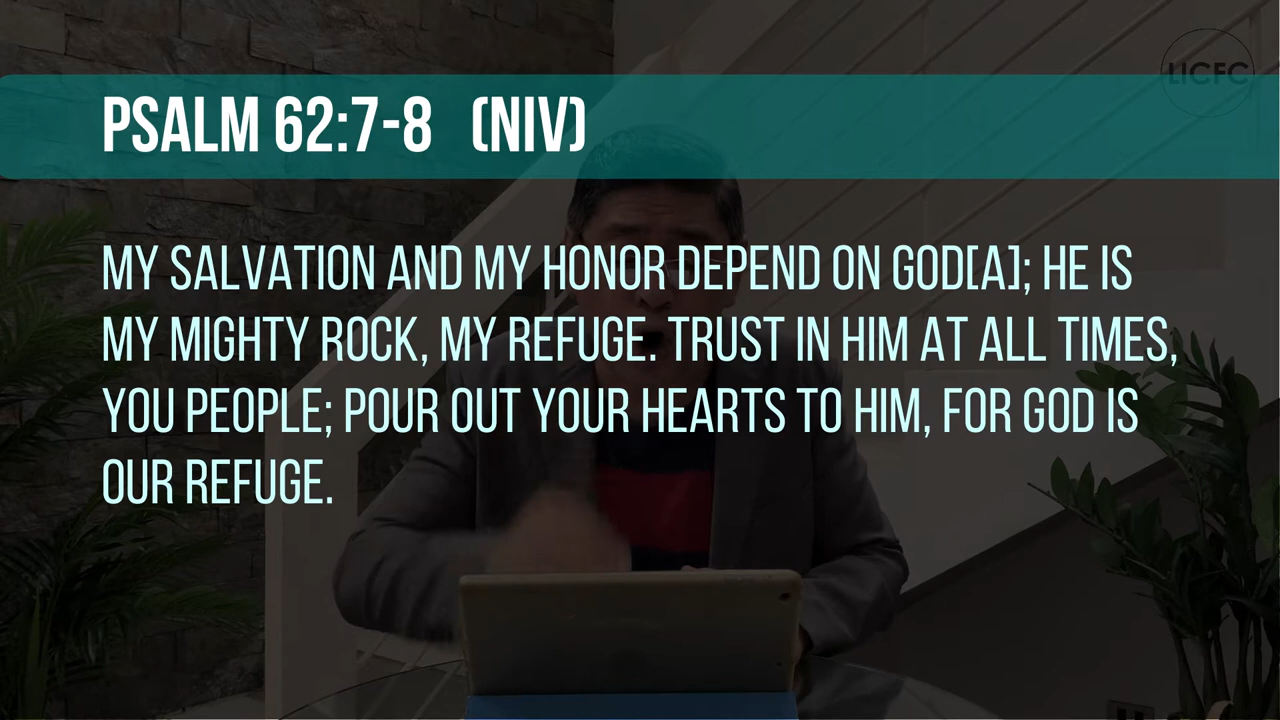 LICFC
PSALM 62:7-8 (NIV)
MY SALVATION AND MY HONOR DEPEND ON GOD[A]; HE IS
MY MIGHTY ROCK, MY REFUGE. TRUST IN HIM AT ALL TIMES,
YOU PEOPLE; POUR OUT YOUR HEARTS TO HIM, FOR GOD IS
OUR REFUGE.